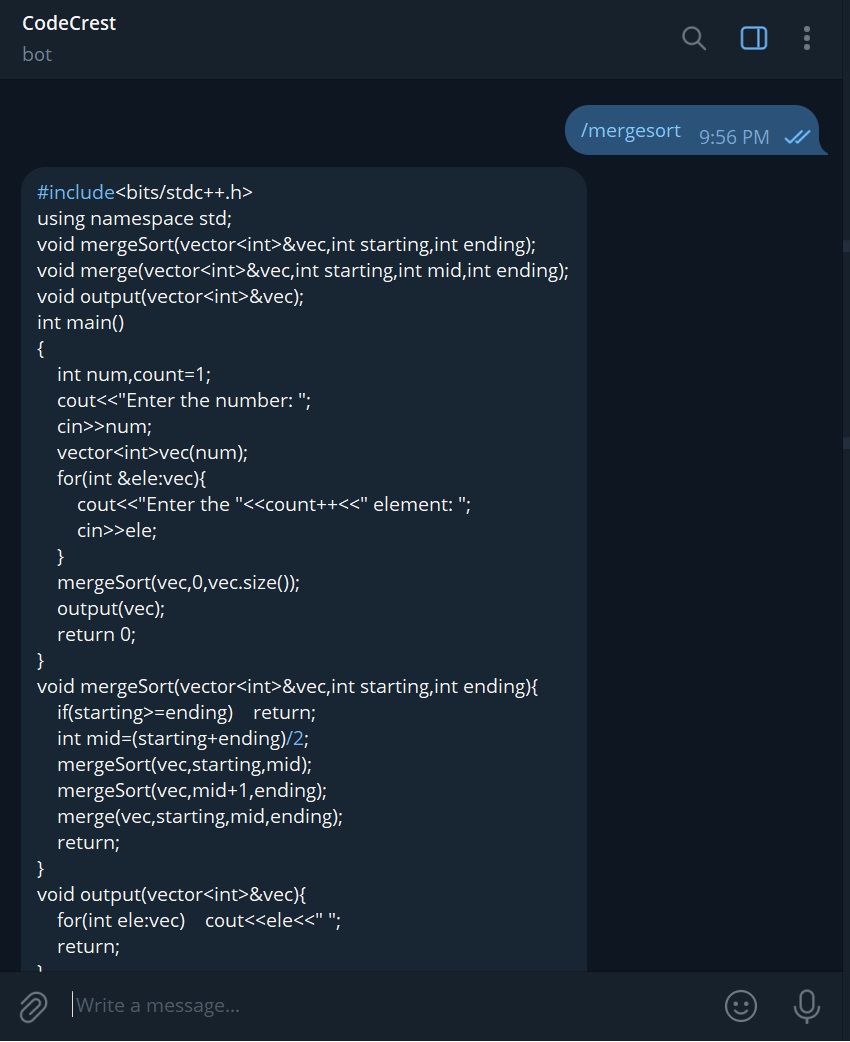 CodeCrest
bot
/mergesort 9:56 PM
#include<bits/stdc++.h>
using namespace std;
void mergeSort(vector<int>&vec,int starting,int ending);
void merge(vector<int>&vec,int starting,int mid,int ending);
void output(vector<int>&vec);
int main()
{
    int num,count=1;
    cout<<"Enter the number: ";
    cin>>num;
    vector<int>vec(num);
    for(int &ele:vec){
        cout<<"Enter the "<<count++<<" element: ";
        cin>>ele;
    }
    mergeSort(vec,0,vec.size());
    output(vec);
    return 0;
}
void mergeSort(vector<int>&vec,int starting,int ending){
    if(starting>=ending)    return;
    int mid=(starting+ending)/2;
    mergeSort(vec,starting,mid);
    mergeSort(vec,mid+1,ending);
    merge(vec,starting,mid,ending);
    return;
}
void output(vector<int>&vec){
    for(int ele:vec)    cout<<ele<<" ";
    return;
}
Write a message...